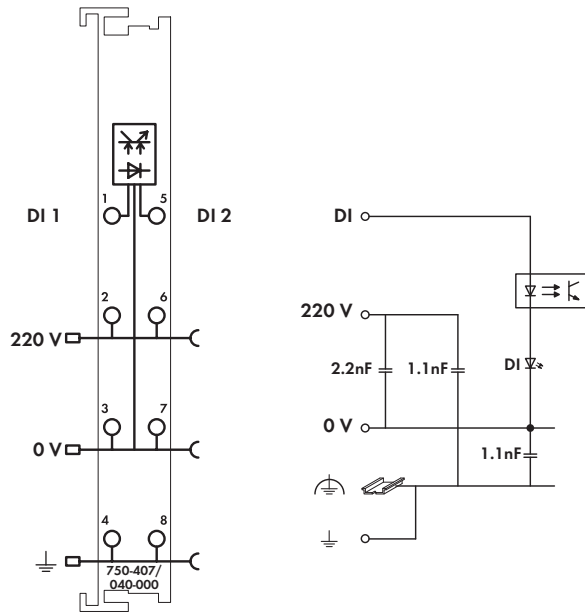 1 5
DI 1 DI 2
2 6
220 V
3 7
0 V
4 8
750-407/
040-000
DI
220 V
2.2nF 1.1nF
DI
0 V
1.1nF